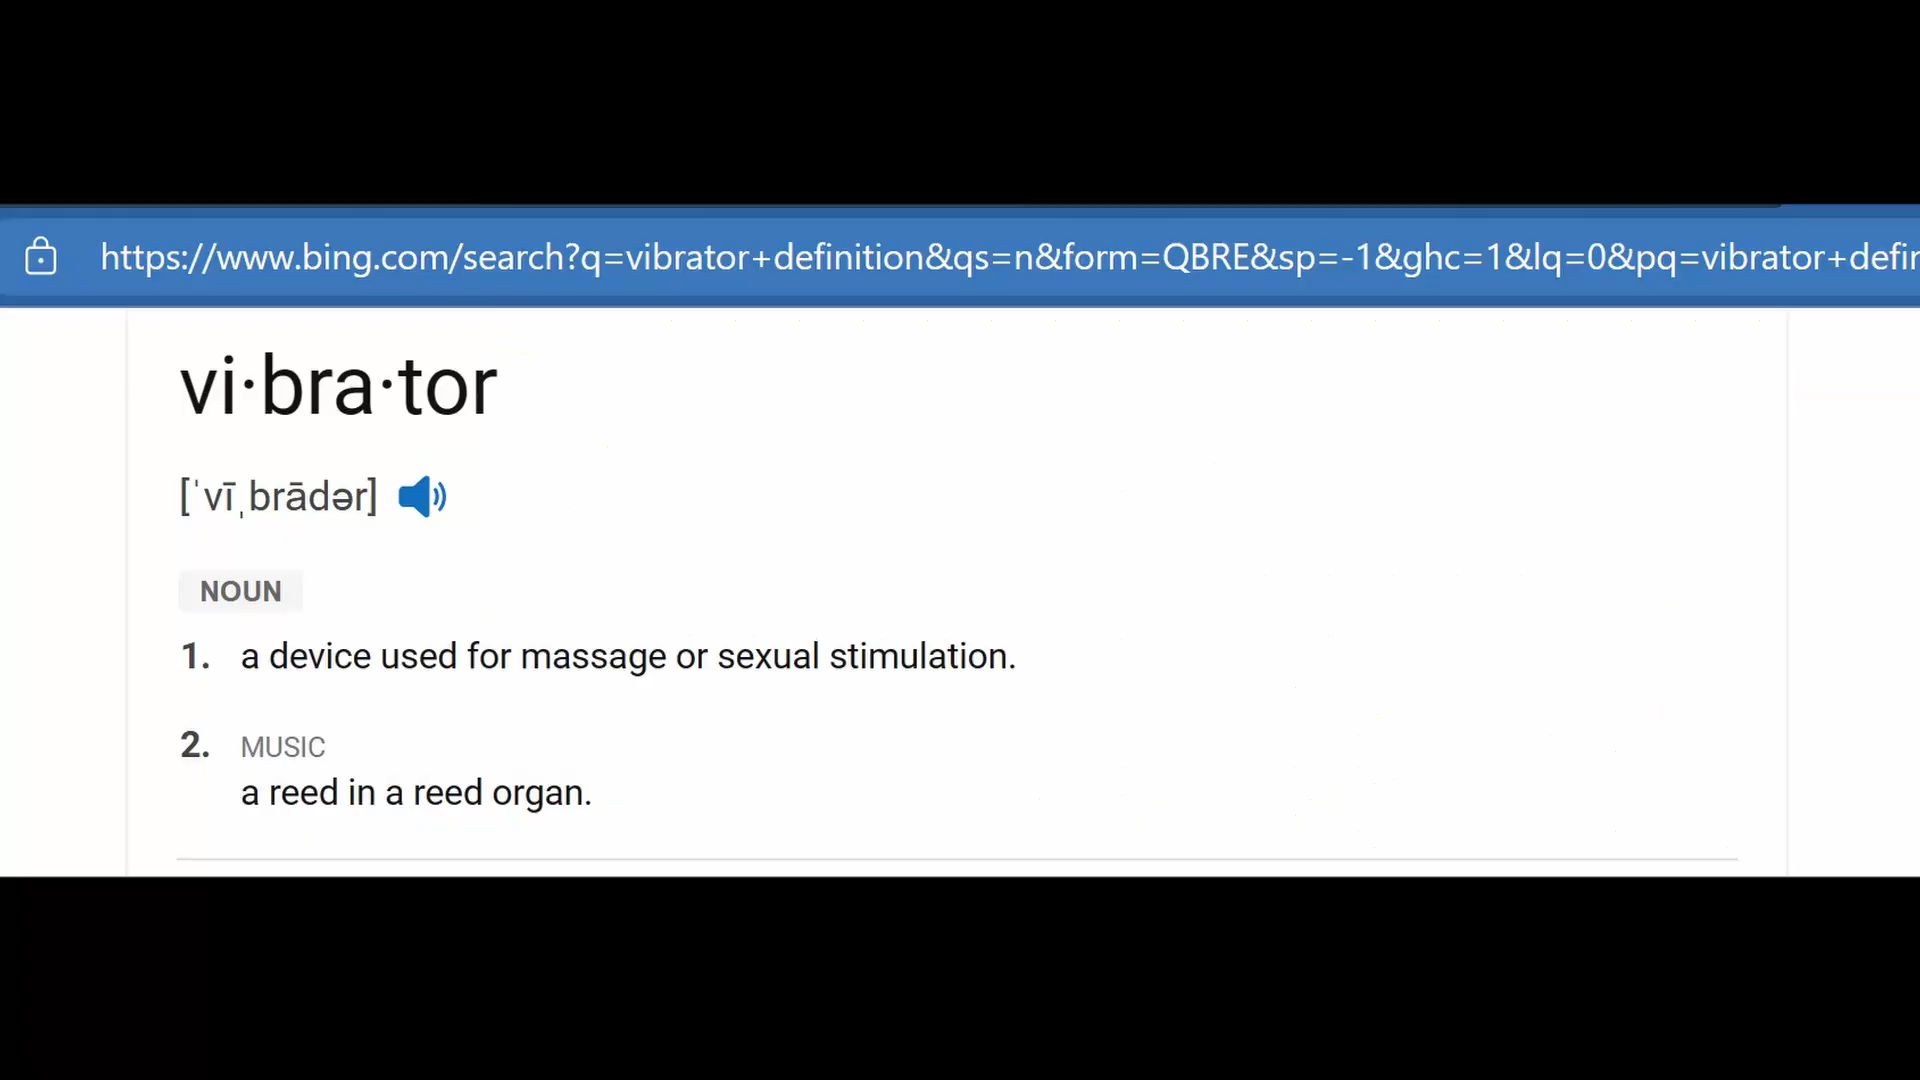 https://www.bing.com/search?q=vibrator+definition&qs=n&form=QBRE&sp=-1&ghc=1&lq=0&pq=vibrator+defin
vi·bra·tor
[ˈvīˌbrādər]
NOUN
1. a device used for massage or sexual stimulation.
2. MUSIC
a reed in a reed organ.